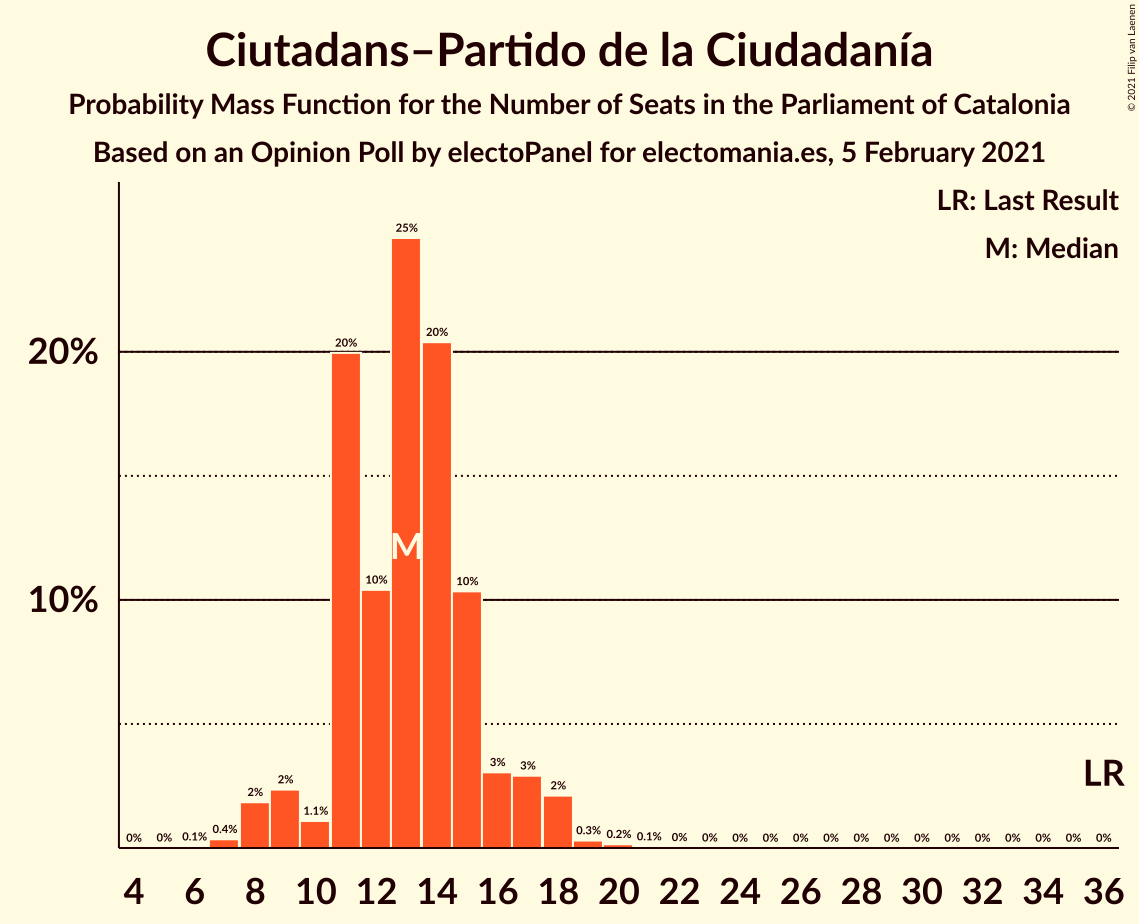 Ciutadans–Partido de la Ciudadanía
Probability Mass Function for the Number of Seats in the Parliament of Catalonia
Based on an Opinion Poll by electoPanel for electomania.es, 5 February 2021
© 2021 Filip van Laenen
LR: Last Result
M: Median
20%
10%
0% 0% 0.1% 0.4% 2% 2% 1.1% 20% 10% 25% 20% 10% 3% 3% 2% 0.3% 0.2% 0.1% 0% 0% 0% 0% 0% 0% 0% 0% 0% 0% 0% 0% 0% 0% 0%
M
LR
4 6 8 10 12 14 16 18 20 22 24 26 28 30 32 34 36